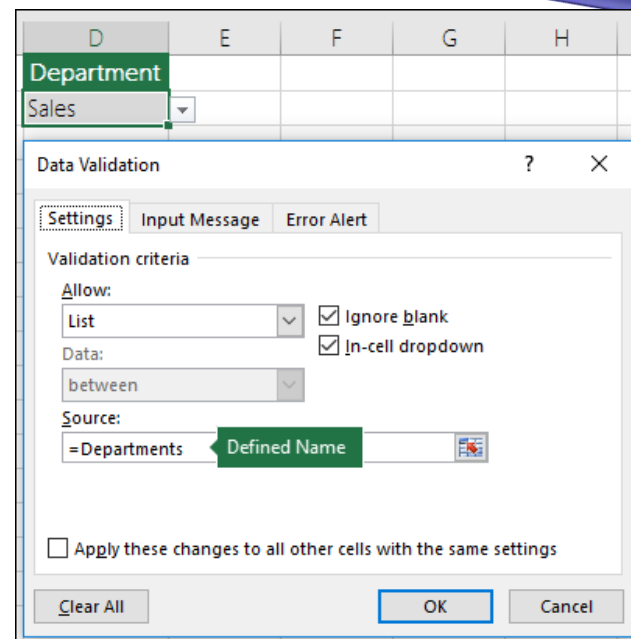 D E F G H
Department
Sales
Data Validation ? X
Settings Input Message Error Alert
Validation criteria
Allow:
List Ignore blank
Data: In-cell dropdown
between
Source:
=Departments Defined Name
Apply these changes to all other cells with the same settings
Clear All OK Cancel